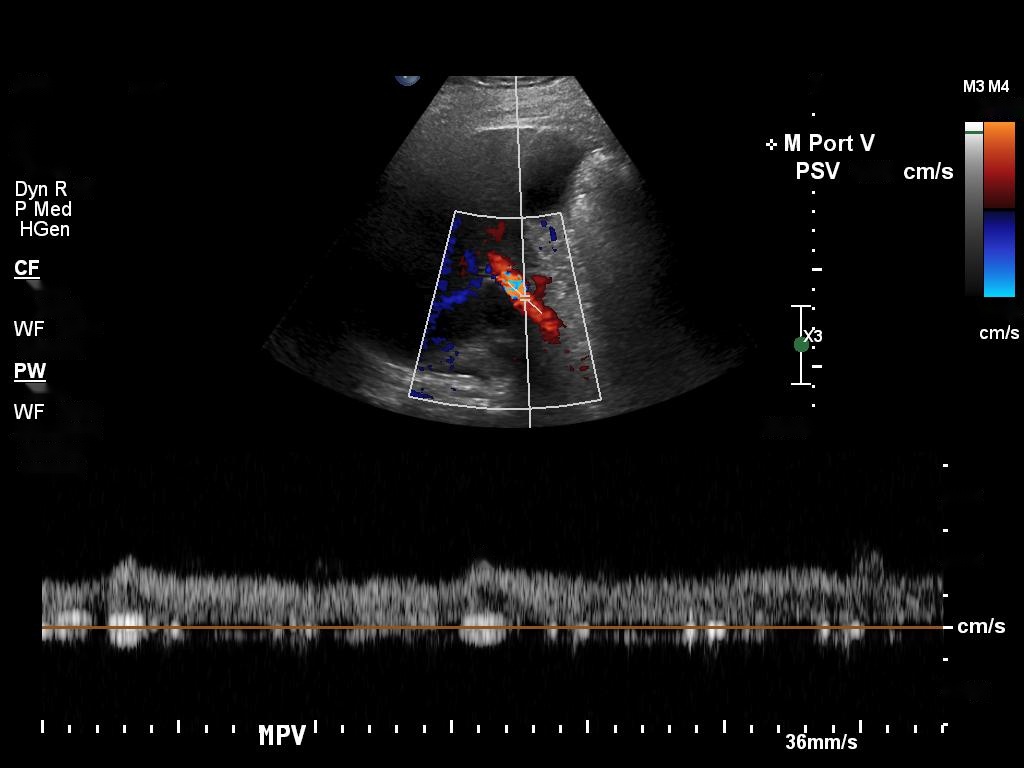 M3 M4
M Port V
PSV cm/s
Dyn R
P Med
HGen
CF
WF
PW
WF
X3
cm/s
cm/s
MPV
36mm/s